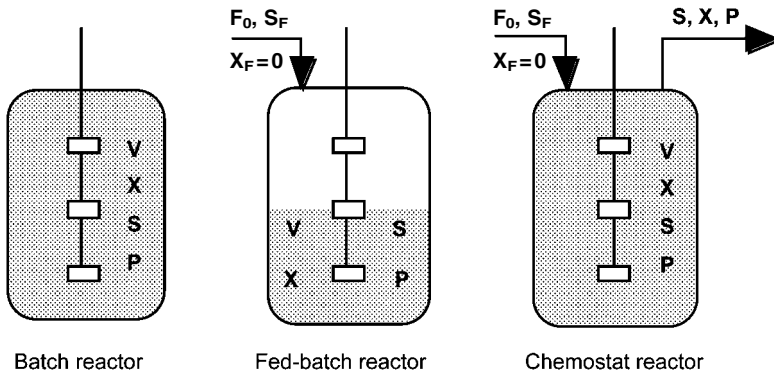 F₀, S_F
X_F=0
F₀, S_F
X_F=0
S, X, P
V
X
S
P
V S
X P
V
X
S
P
Batch reactor
Fed-batch reactor
Chemostat reactor